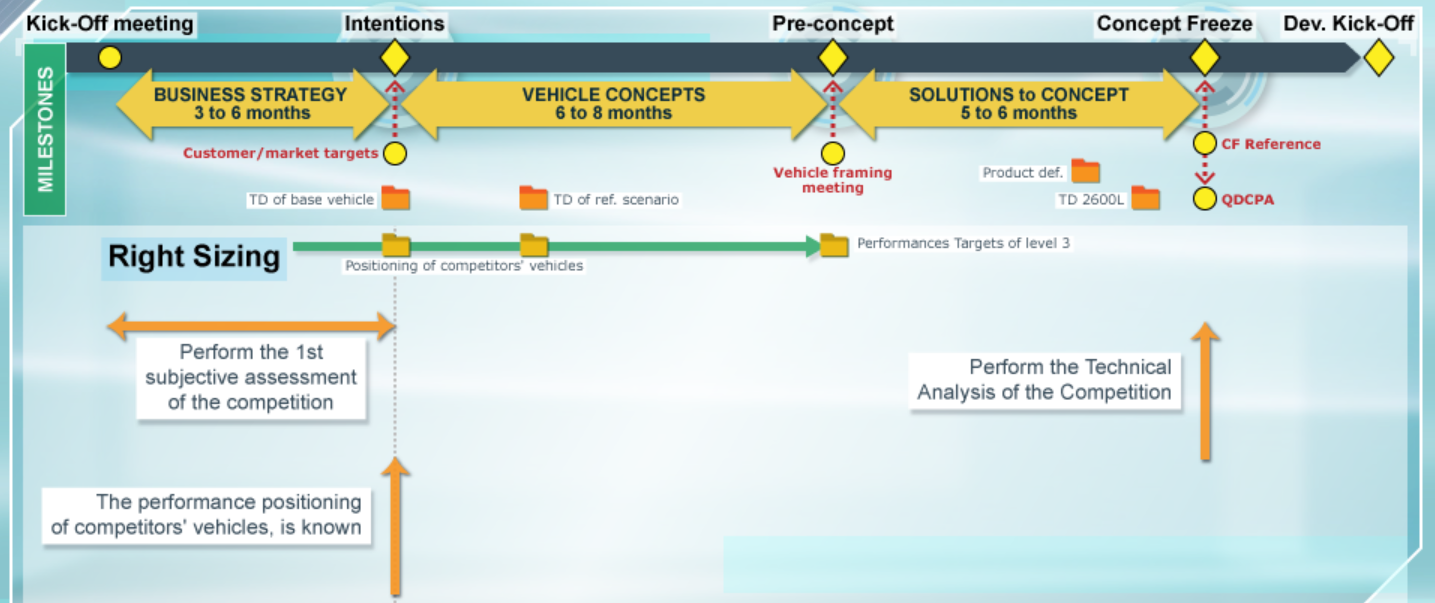 Kick-Off meeting
Intentions
Pre-concept
Concept Freeze
Dev. Kick-Off
MILESTONES
BUSINESS STRATEGY
3 to 6 months
VEHICLE CONCEPTS
6 to 8 months
SOLUTIONS to CONCEPT
5 to 6 months
Customer/market targets
Vehicle framing
meeting
CF Reference
Product def.
TD of base vehicle
TD of ref. scenario
TD 2600L
QDCPA
Right Sizing
Positioning of competitors' vehicles
Performances Targets of level 3
Perform the 1st
subjective assessment
of the competition
Perform the Technical
Analysis of the Competition
The performance positioning
of competitors' vehicles, is known